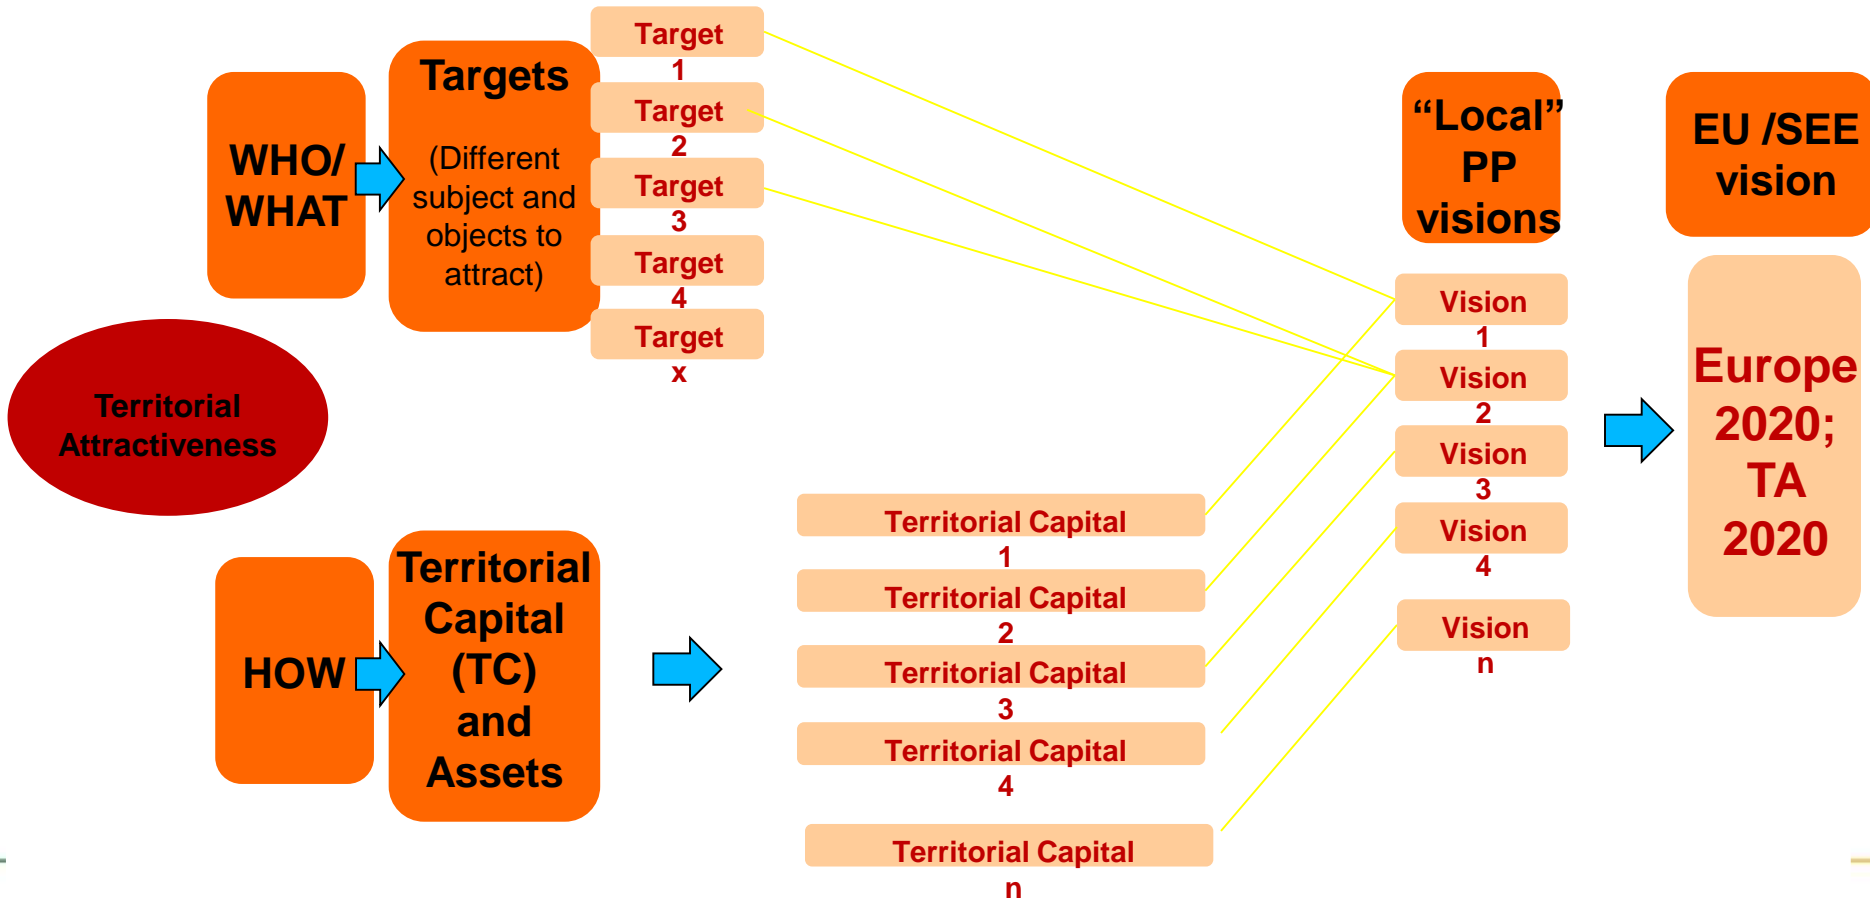 WHO/
WHAT
Targets
(Different
subject and
objects to
attract)
Target
1
Target
2
Target
3
Target
4
Target
x
“Local”
PP
visions
EU /SEE
vision
Vision
1
Vision
2
Vision
3
Vision
4
Vision
n
Europe
2020;
TA
2020
Territorial
Attractiveness
HOW
Territorial
Capital
(TC)
and
Assets
Territorial Capital
1
Territorial Capital
2
Territorial Capital
3
Territorial Capital
4
Territorial Capital
n